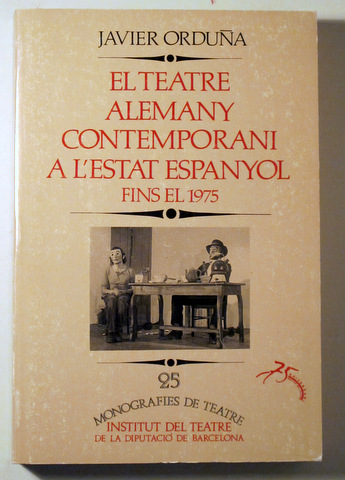 JAVIER ORDUÑA
EL TEATRE
ALEMANY
CONTEMPORANI
A L'ESTAT ESPANYOL
FINS EL 1975
25
MONOGRAFIES DE TEATRE
INSTITUT DEL TEATRE
DE LA DIPUTACIÓ DE BARCELONA
75